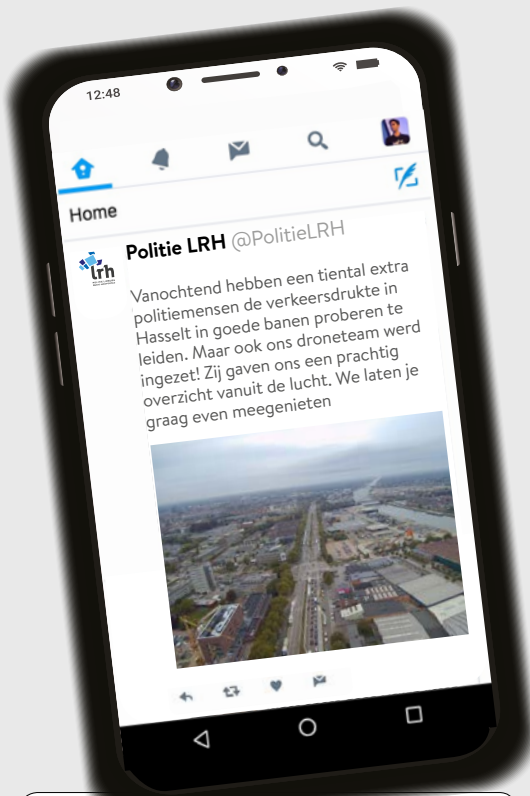 12:48
Home
lrh
Politie LRH @PolitieLRH
Vanochtend hebben een tiental extra
politiemensen de verkeersdrukte in
Hasselt in goede banen proberen te
leiden. Maar ook ons droneteam werd
ingezet! Zij gaven ons een prachtig
overzicht vanuit de lucht. We laten je
graag even meegenieten